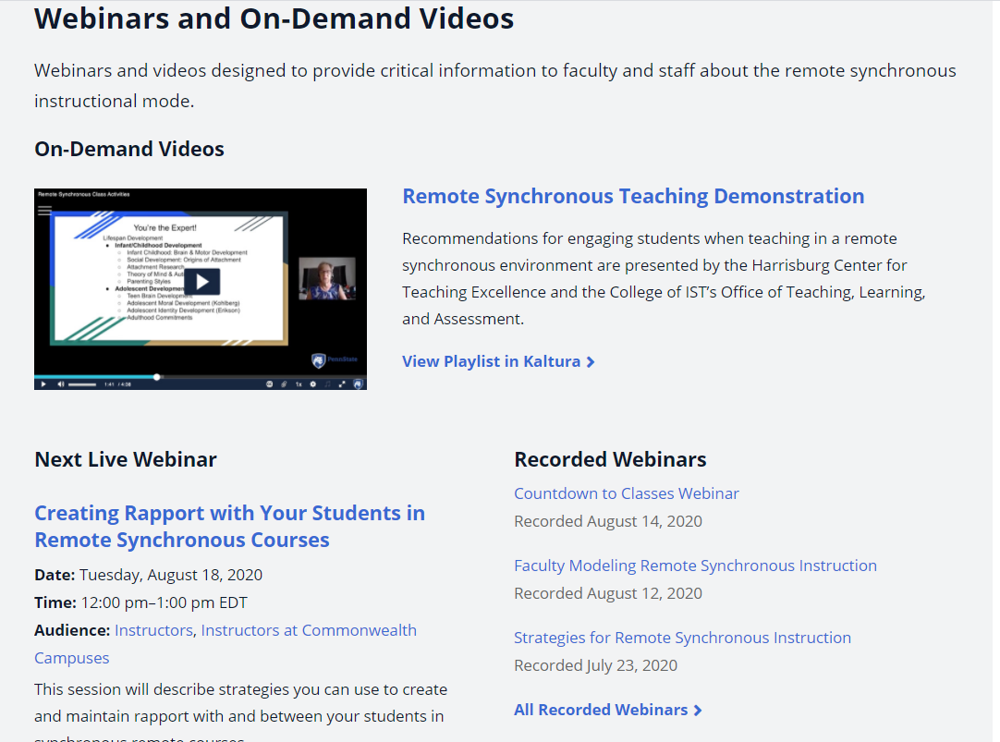 Webinars and On-Demand Videos
Webinars and videos designed to provide critical information to faculty and staff about the remote synchronous
instructional mode.
On-Demand Videos
Remote Synchronous Class Activities
You're the Expert!
Lifespan Development
Infant/Childhood Development
Infant Childhood: Brain & Motor Development
Social Development: Origins of Attachment
Attachment Research
Theory of Mind &
Parenting Styles
Adolescent Development
Teen Brain Development
Adolescent Moral Development (Kohlberg)
Adolescent Identity Development (Erikson)
Adulthood Commitments
PennState
1:41 / 4:38
1x
Remote Synchronous Teaching Demonstration
Recommendations for engaging students when teaching in a remote
synchronous environment are presented by the Harrisburg Center for
Teaching Excellence and the College of IST's Office of Teaching, Learning,
and Assessment.
View Playlist in Kaltura
Next Live Webinar
Creating Rapport with Your Students in
Remote Synchronous Courses
Date: Tuesday, August 18, 2020
Time: 12:00 pm–1:00 pm EDT
Audience: Instructors, Instructors at Commonwealth
Campuses
This session will describe strategies you can use to create
and maintain rapport with and between your students in
synchronous remote courses.
Recorded Webinars
Countdown to Classes Webinar
Recorded August 14, 2020
Faculty Modeling Remote Synchronous Instruction
Recorded August 12, 2020
Strategies for Remote Synchronous Instruction
Recorded July 23, 2020
All Recorded Webinars